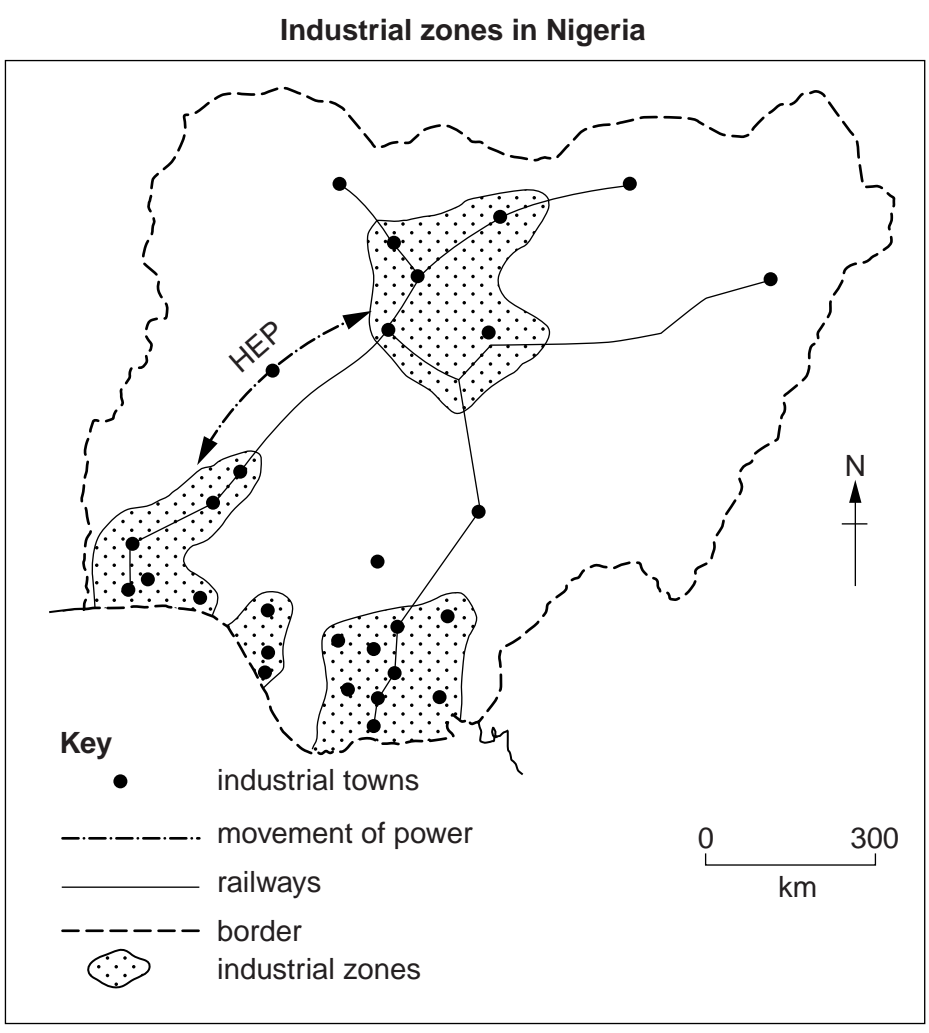 Industrial zones in Nigeria
HEP
N
Key
industrial towns
movement of power
railways
border
industrial zones
0 300
km